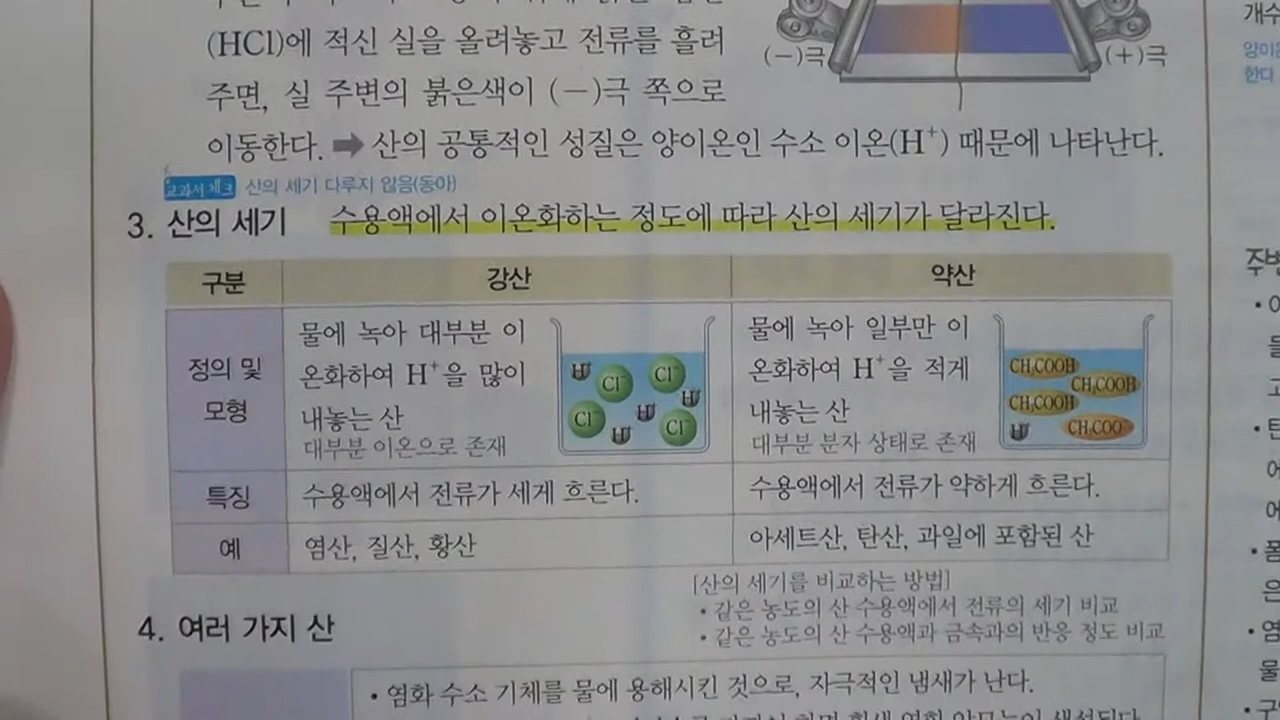 (HCl)에 적신 실을 올려놓고 전류를 흘려
주면, 실 주변의 붉은색이 (−)극 쪽으로
이동한다. ➡ 산의 공통적인 성질은 양이온인 수소 이온(H⁺) 때문에 나타난다.
(−)극
(+)극
교과서 체크 산의 세기 다루지 않음(동아)
3. 산의 세기 수용액에서 이온화하는 정도에 따라 산의 세기가 달라진다.
구분 강산 약산
정의 및
모형
물에 녹아 대부분 이
온화하여 H⁺을 많이
내놓는 산
대부분 이온으로 존재
H⁺ Cl⁻ Cl⁻ H⁺
Cl⁻ H⁺ H⁺ Cl⁻
물에 녹아 일부만 이
온화하여 H⁺을 적게
내놓는 산
대부분 분자 상태로 존재
CH₃COOH
CH₃COOH
CH₃COOH
H⁺ CH₃COO⁻
특징 수용액에서 전류가 세게 흐른다. 수용액에서 전류가 약하게 흐른다.
예 염산, 질산, 황산 아세트산, 탄산, 과일에 포함된 산
[산의 세기를 비교하는 방법]
• 같은 농도의 산 수용액에서 전류의 세기 비교
• 같은 농도의 산 수용액과 금속과의 반응 정도 비교
4. 여러 가지 산
• 염화 수소 기체를 물에 용해시킨 것으로, 자극적인 냄새가 난다.
개수
한다
주변